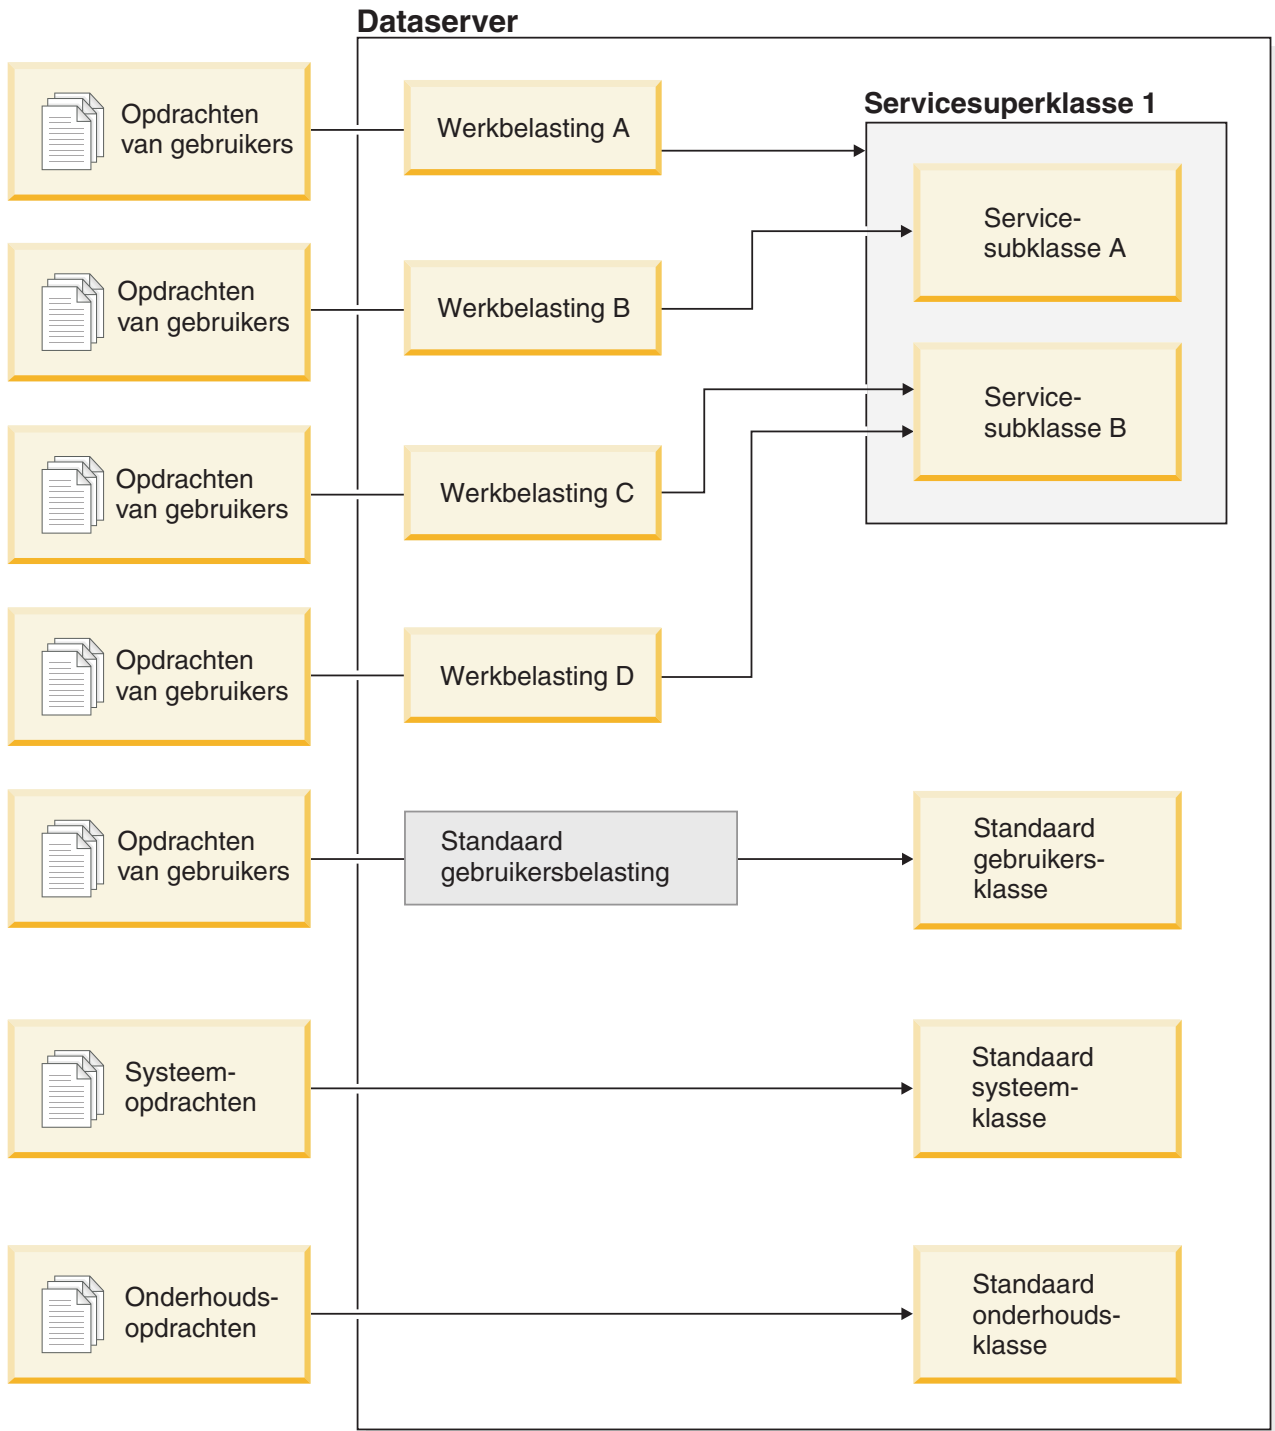 Dataserver
Opdrachten
van gebruikers
Werkbelasting A
Servicesuperklasse 1
Service-
subklasse A
Opdrachten
van gebruikers
Werkbelasting B
Service-
subklasse B
Opdrachten
van gebruikers
Werkbelasting C
Opdrachten
van gebruikers
Werkbelasting D
Opdrachten
van gebruikers
Standaard
gebruikersbelasting
Standaard
gebruikers-
klasse
Systeem-
opdrachten
Standaard
systeem-
klasse
Onderhouds-
opdrachten
Standaard
onderhouds-
klasse